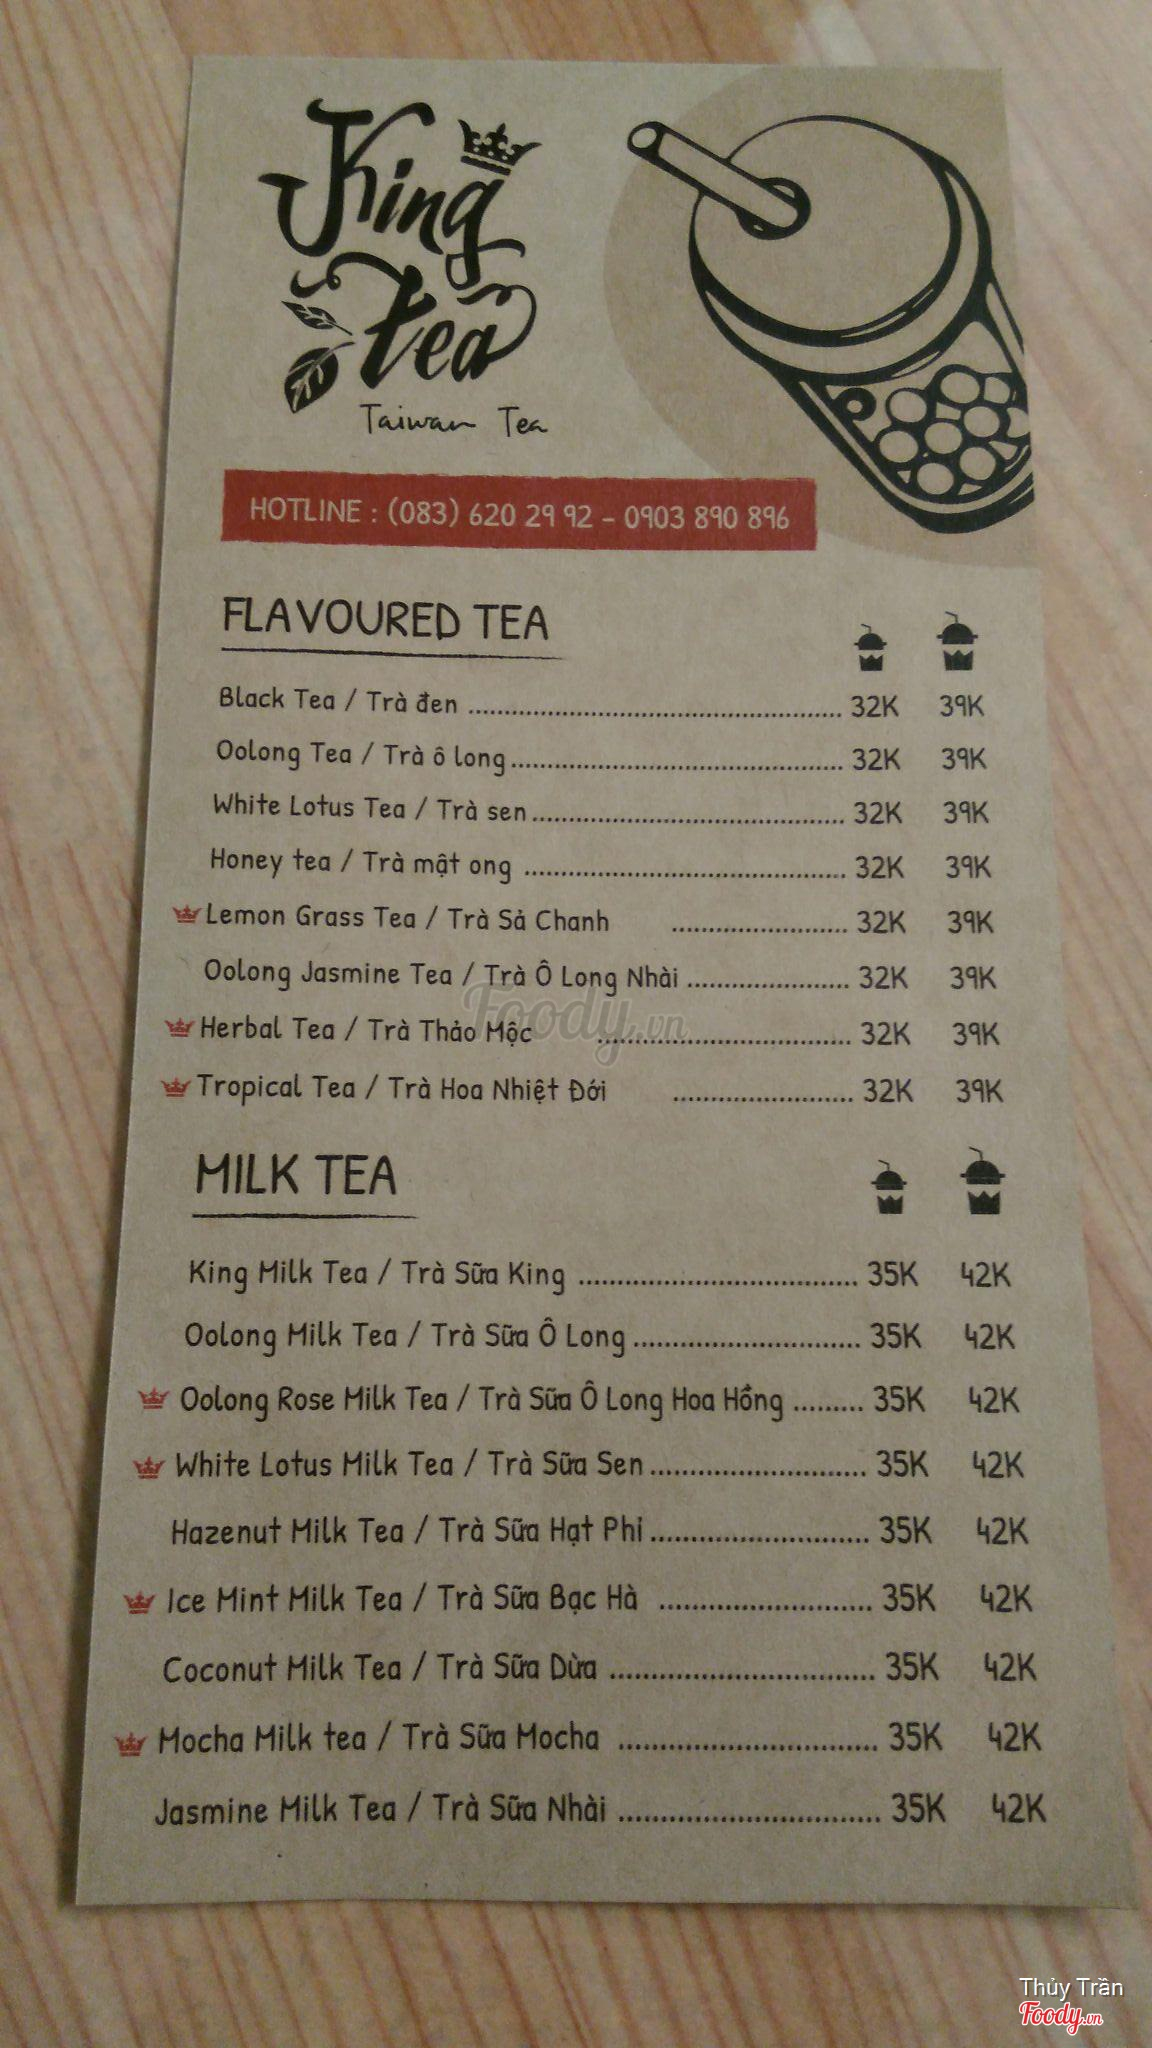 King
tea
Taiwan Tea
HOTLINE : (083) 620 29 92 - 0903 890 896
FLAVOURED TEA
Black Tea / Trà đen ........ 32K 39K
Oolong Tea / Trà ô long ........ 32K 39K
White Lotus Tea / Trà sen ........ 32K 39K
Honey tea / Trà mật ong ........ 32K 39K
Lemon Grass Tea / Trà Sả Chanh ........ 32K 39K
Oolong Jasmine Tea / Trà Ô Long Nhài ........ 32K 39K
Foody.vn
Herbal Tea / Trà Thảo Mộc ........ 32K 39K
Tropical Tea / Trà Hoa Nhiệt Đới ........ 32K 39K
MILK TEA
King Milk Tea / Trà Sữa King ........ 35K 42K
Oolong Milk Tea / Trà Sữa Ô Long ........ 35K 42K
Oolong Rose Milk Tea / Trà Sữa Ô Long Hoa Hồng ........ 35K 42K
White Lotus Milk Tea / Trà Sữa Sen ........ 35K 42K
Hazenut Milk Tea / Trà Sữa Hạt Phỉ ........ 35K 42K
Ice Mint Milk Tea / Trà Sữa Bạc Hà ........ 35K 42K
Coconut Milk Tea / Trà Sữa Dừa ........ 35K 42K
Mocha Milk tea / Trà Sữa Mocha ........ 35K 42K
Jasmine Milk Tea / Trà Sữa Nhài ........ 35K 42K
Thủy Trần
Foody.vn